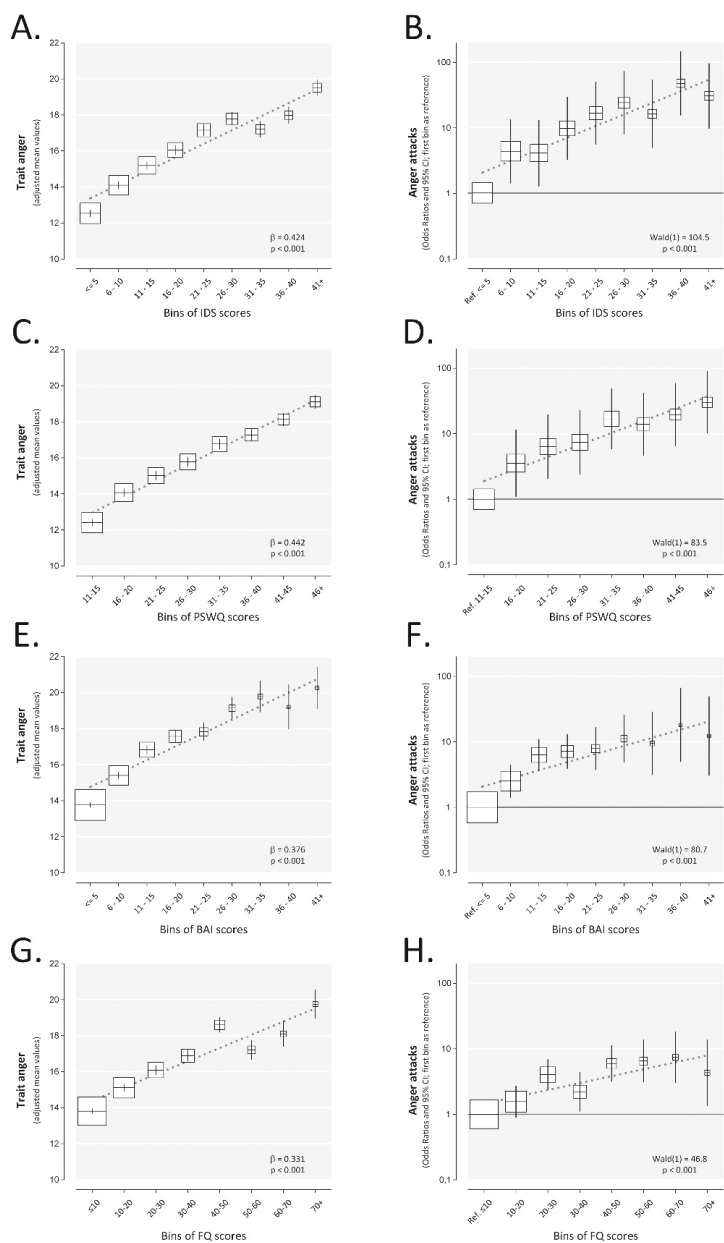 A.
22
20
18
16
14
12
10
Trait anger
(adjusted mean values)
β = 0.424
p < 0.001
<= 5
6 - 10
11 - 15
16 - 20
21 - 25
26 - 30
31 - 35
36 - 40
41+
Bins of IDS scores
B.
100
10
1
0,1
Anger attacks
(Odds Ratios and 95% CI; first bin as reference)
Wald(1) = 104.5
p < 0.001
Ref. <= 5
6 - 10
11 - 15
16 - 20
21 - 25
26 - 30
31 - 35
36 - 40
41+
Bins of IDS scores
C.
22
20
18
16
14
12
10
Trait anger
(adjusted mean values)
β = 0.442
p < 0.001
11-15
16 - 20
21 - 25
26 - 30
31 - 35
36 - 40
41-45
46+
Bins of PSWQ scores
D.
100
10
1
0,1
Anger attacks
(Odds Ratios and 95% CI; first bin as reference)
Wald(1) = 83.5
p < 0.001
Ref. 11-15
16 - 20
21 - 25
26 - 30
31 - 35
36 - 40
41-45
46+
Bins of PSWQ scores
E.
22
20
18
16
14
12
10
Trait anger
(adjusted mean values)
β = 0.376
p < 0.001
<= 5
6 - 10
11 - 15
16 - 20
21 - 25
26 - 30
31 - 35
36 - 40
41+
Bins of BAI scores
F.
100
10
1
0,1
Anger attacks
(Odds Ratios and 95% CI; first bin as reference)
Wald(1) = 80.7
p < 0.001
Ref. <= 5
6 - 10
11 - 15
16 - 20
21 - 25
26 - 30
31 - 35
36 - 40
41+
Bins of BAI scores
G.
22
20
18
16
14
12
10
Trait anger
(adjusted mean values)
β = 0.331
p < 0.001
≤10
10-20
20-30
30-40
40-50
50-60
60-70
70+
Bins of FQ scores
H.
100
10
1
0,1
Anger attacks
(Odds Ratios and 95% CI; first bin as reference)
Wald(1) = 46.8
p < 0.001
Ref. ≤10
10-20
20-30
30-40
40-50
50-60
60-70
70+
Bins of FQ scores